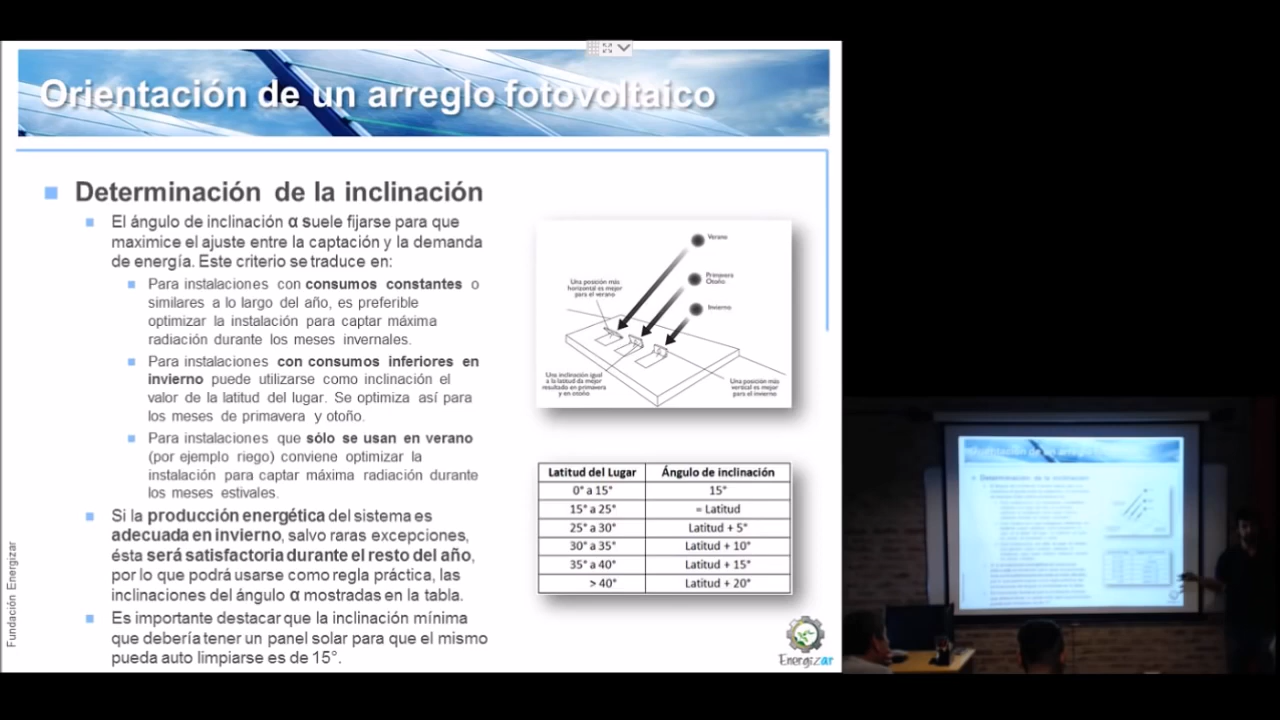 Orientación de un arreglo fotovoltaico
Determinación de la inclinación
El ángulo de inclinación α suele fijarse para que
maximice el ajuste entre la captación y la demanda
de energía. Este criterio se traduce en:
Para instalaciones con consumos constantes o
similares a lo largo del año, es preferible
optimizar la instalación para captar máxima
radiación durante los meses invernales.
Para instalaciones con consumos inferiores en
invierno puede utilizarse como inclinación el
valor de la latitud del lugar. Se optimiza así para
los meses de primavera y otoño.
Para instalaciones que sólo se usan en verano
(por ejemplo riego) conviene optimizar la
instalación para captar máxima radiación durante
los meses estivales.
Si la producción energética del sistema es
adecuada en invierno, salvo raras excepciones,
ésta será satisfactoria durante el resto del año,
por lo que podrá usarse como regla práctica, las
inclinaciones del ángulo α mostradas en la tabla.
Es importante destacar que la inclinación mínima
que debería tener un panel solar para que el mismo
pueda auto limpiarse es de 15°.
Verano
Primavera
Otoño
Invierno
Una posición más
horizontal es mejor
para el verano
Una inclinación igual
a la latitud da mejor
resultado en primavera
y en otoño
Una posición más
vertical es mejor
para el invierno
Latitud del Lugar Ángulo de inclinación
0° a 15° 15°
15° a 25° = Latitud
25° a 30° Latitud + 5°
30° a 35° Latitud + 10°
35° a 40° Latitud + 15°
> 40° Latitud + 20°
Fundación Energizar
Energizar
Determinación de la inclinación